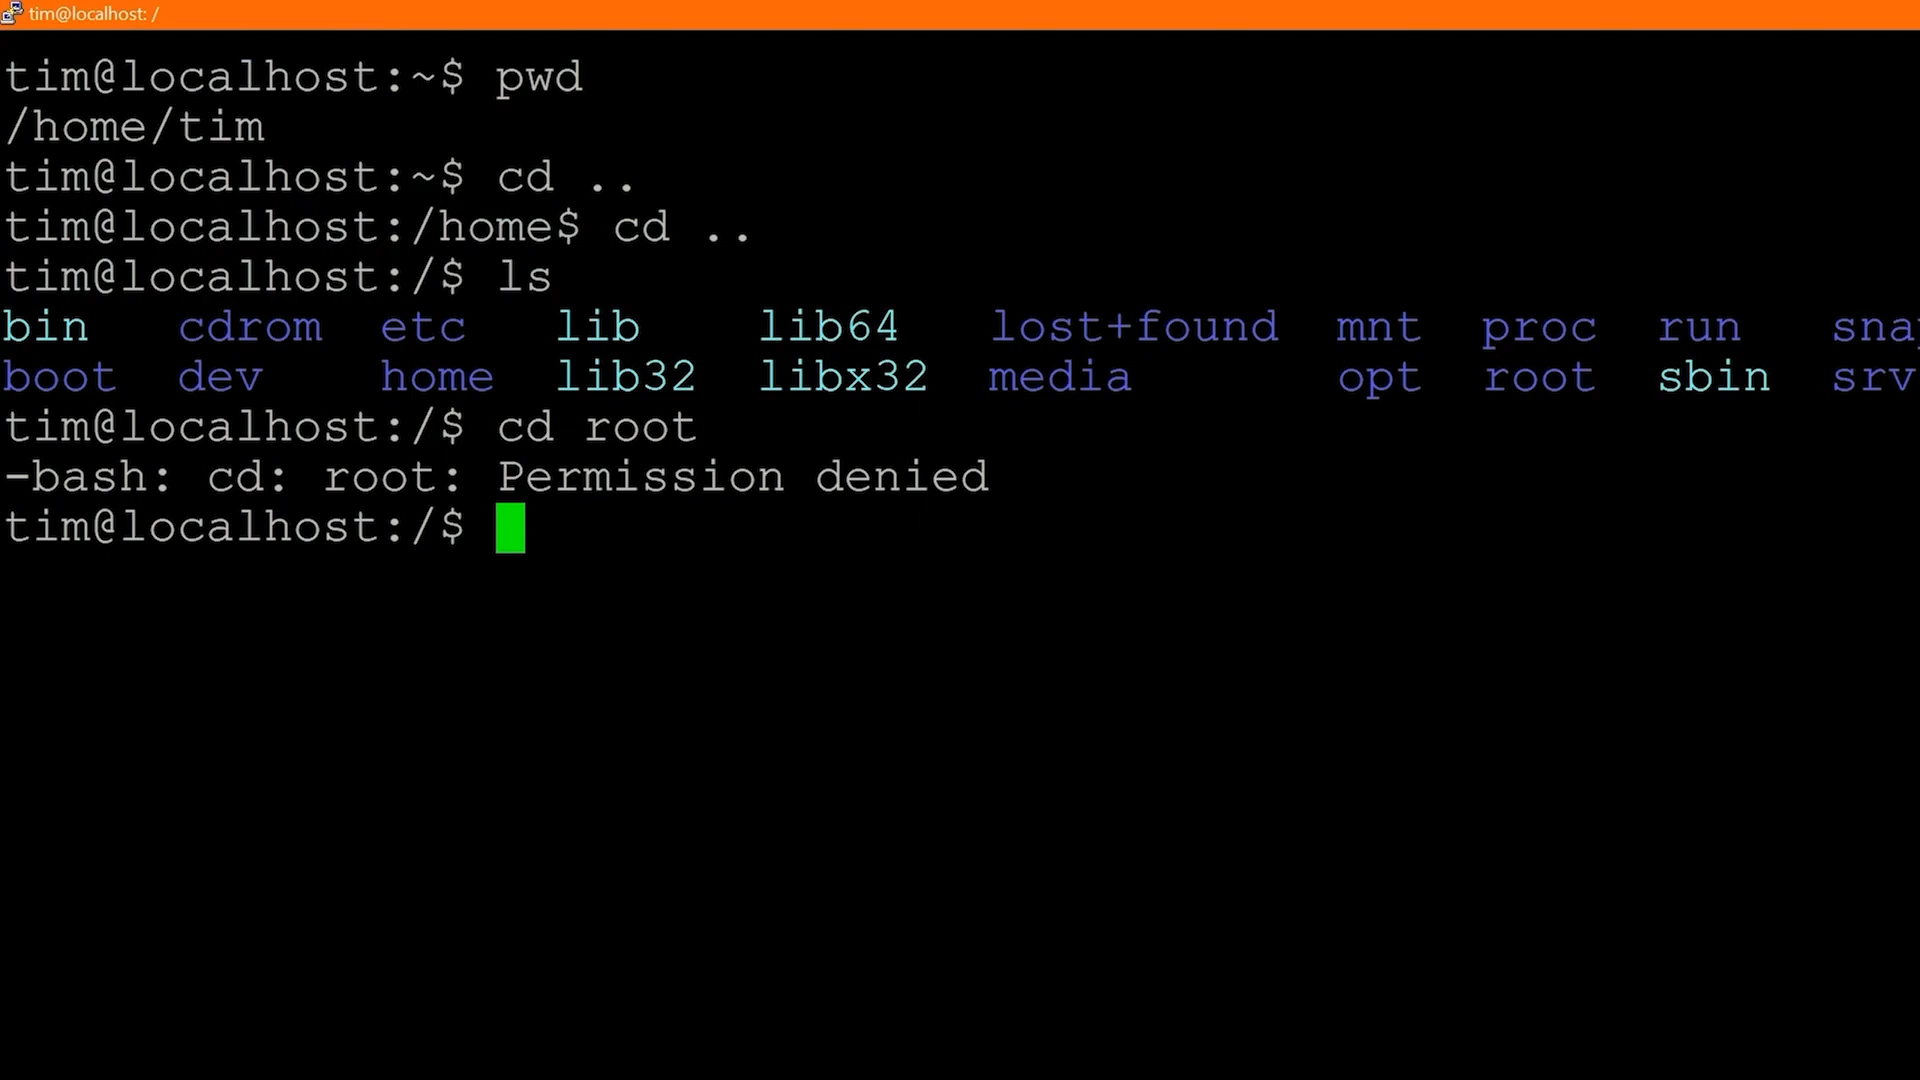 tim@localhost: /
tim@localhost:~$ pwd
/home/tim
tim@localhost:~$ cd ..
tim@localhost:/home$ cd ..
tim@localhost:/$ ls
bin cdrom etc lib lib64 lost+found mnt proc run
boot dev home lib32 libx32 media opt root sbin srv
tim@localhost:/$ cd root
-bash: cd: root: Permission denied
tim@localhost:/$